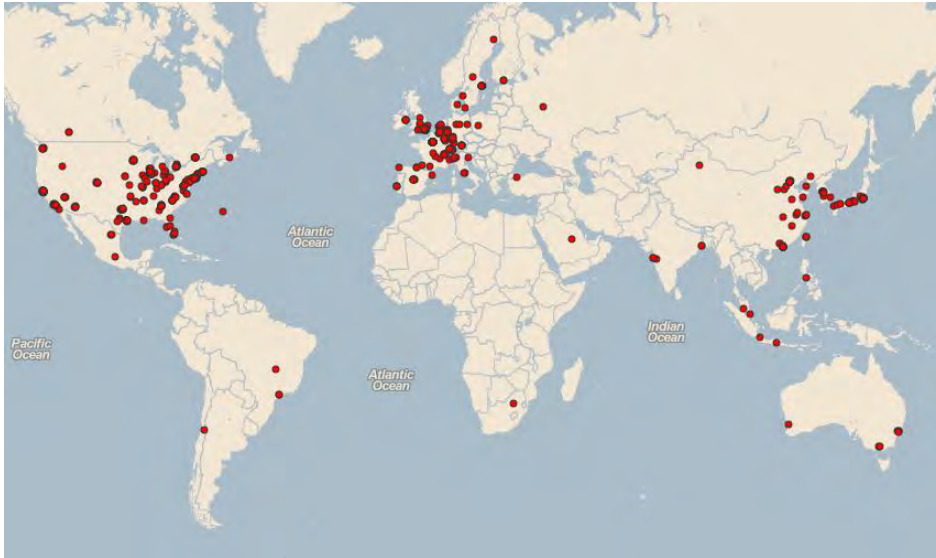 Atlantic
Ocean
Indian
Ocean
Pacific
Ocean
Atlantic
Ocean